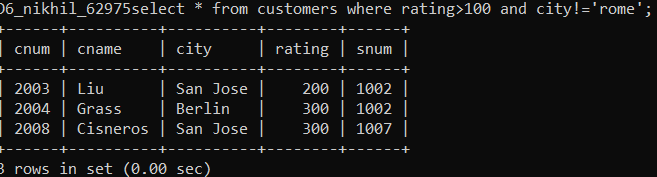 D6_nikhil_62975select * from customers where rating>100 and city!='rome';
+------+----------+----------+--------+------+
| cnum | cname    | city     | rating | snum |
+------+----------+----------+--------+------+
| 2003 | Liu      | San Jose |    200 | 1002 |
| 2004 | Grass    | Berlin   |    300 | 1002 |
| 2008 | Cisneros | San Jose |    300 | 1007 |
+------+----------+----------+--------+------+
3 rows in set (0.00 sec)